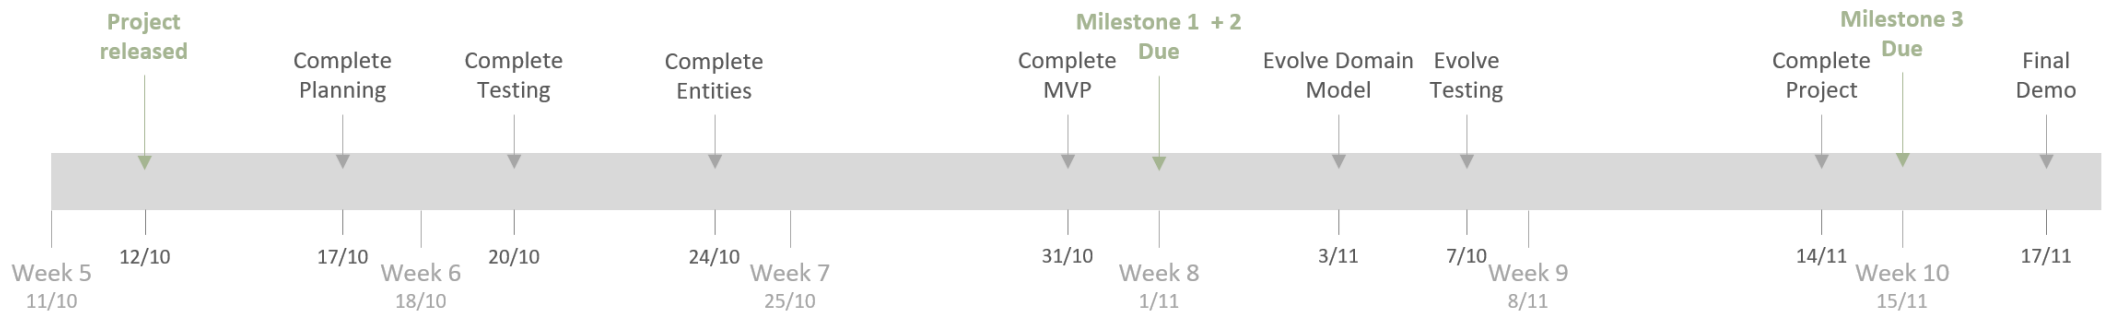 Project
released
Complete
Planning
Complete
Testing
Complete
Entities
Complete
MVP
Milestone 1 + 2
Due
Evolve Domain
Model
Evolve
Testing
Complete
Project
Milestone 3
Due
Final
Demo
12/10
17/10
20/10
24/10
31/10
3/11
7/10
14/11
17/11
Week 5
11/10
Week 6
18/10
Week 7
25/10
Week 8
1/11
Week 9
8/11
Week 10
15/11